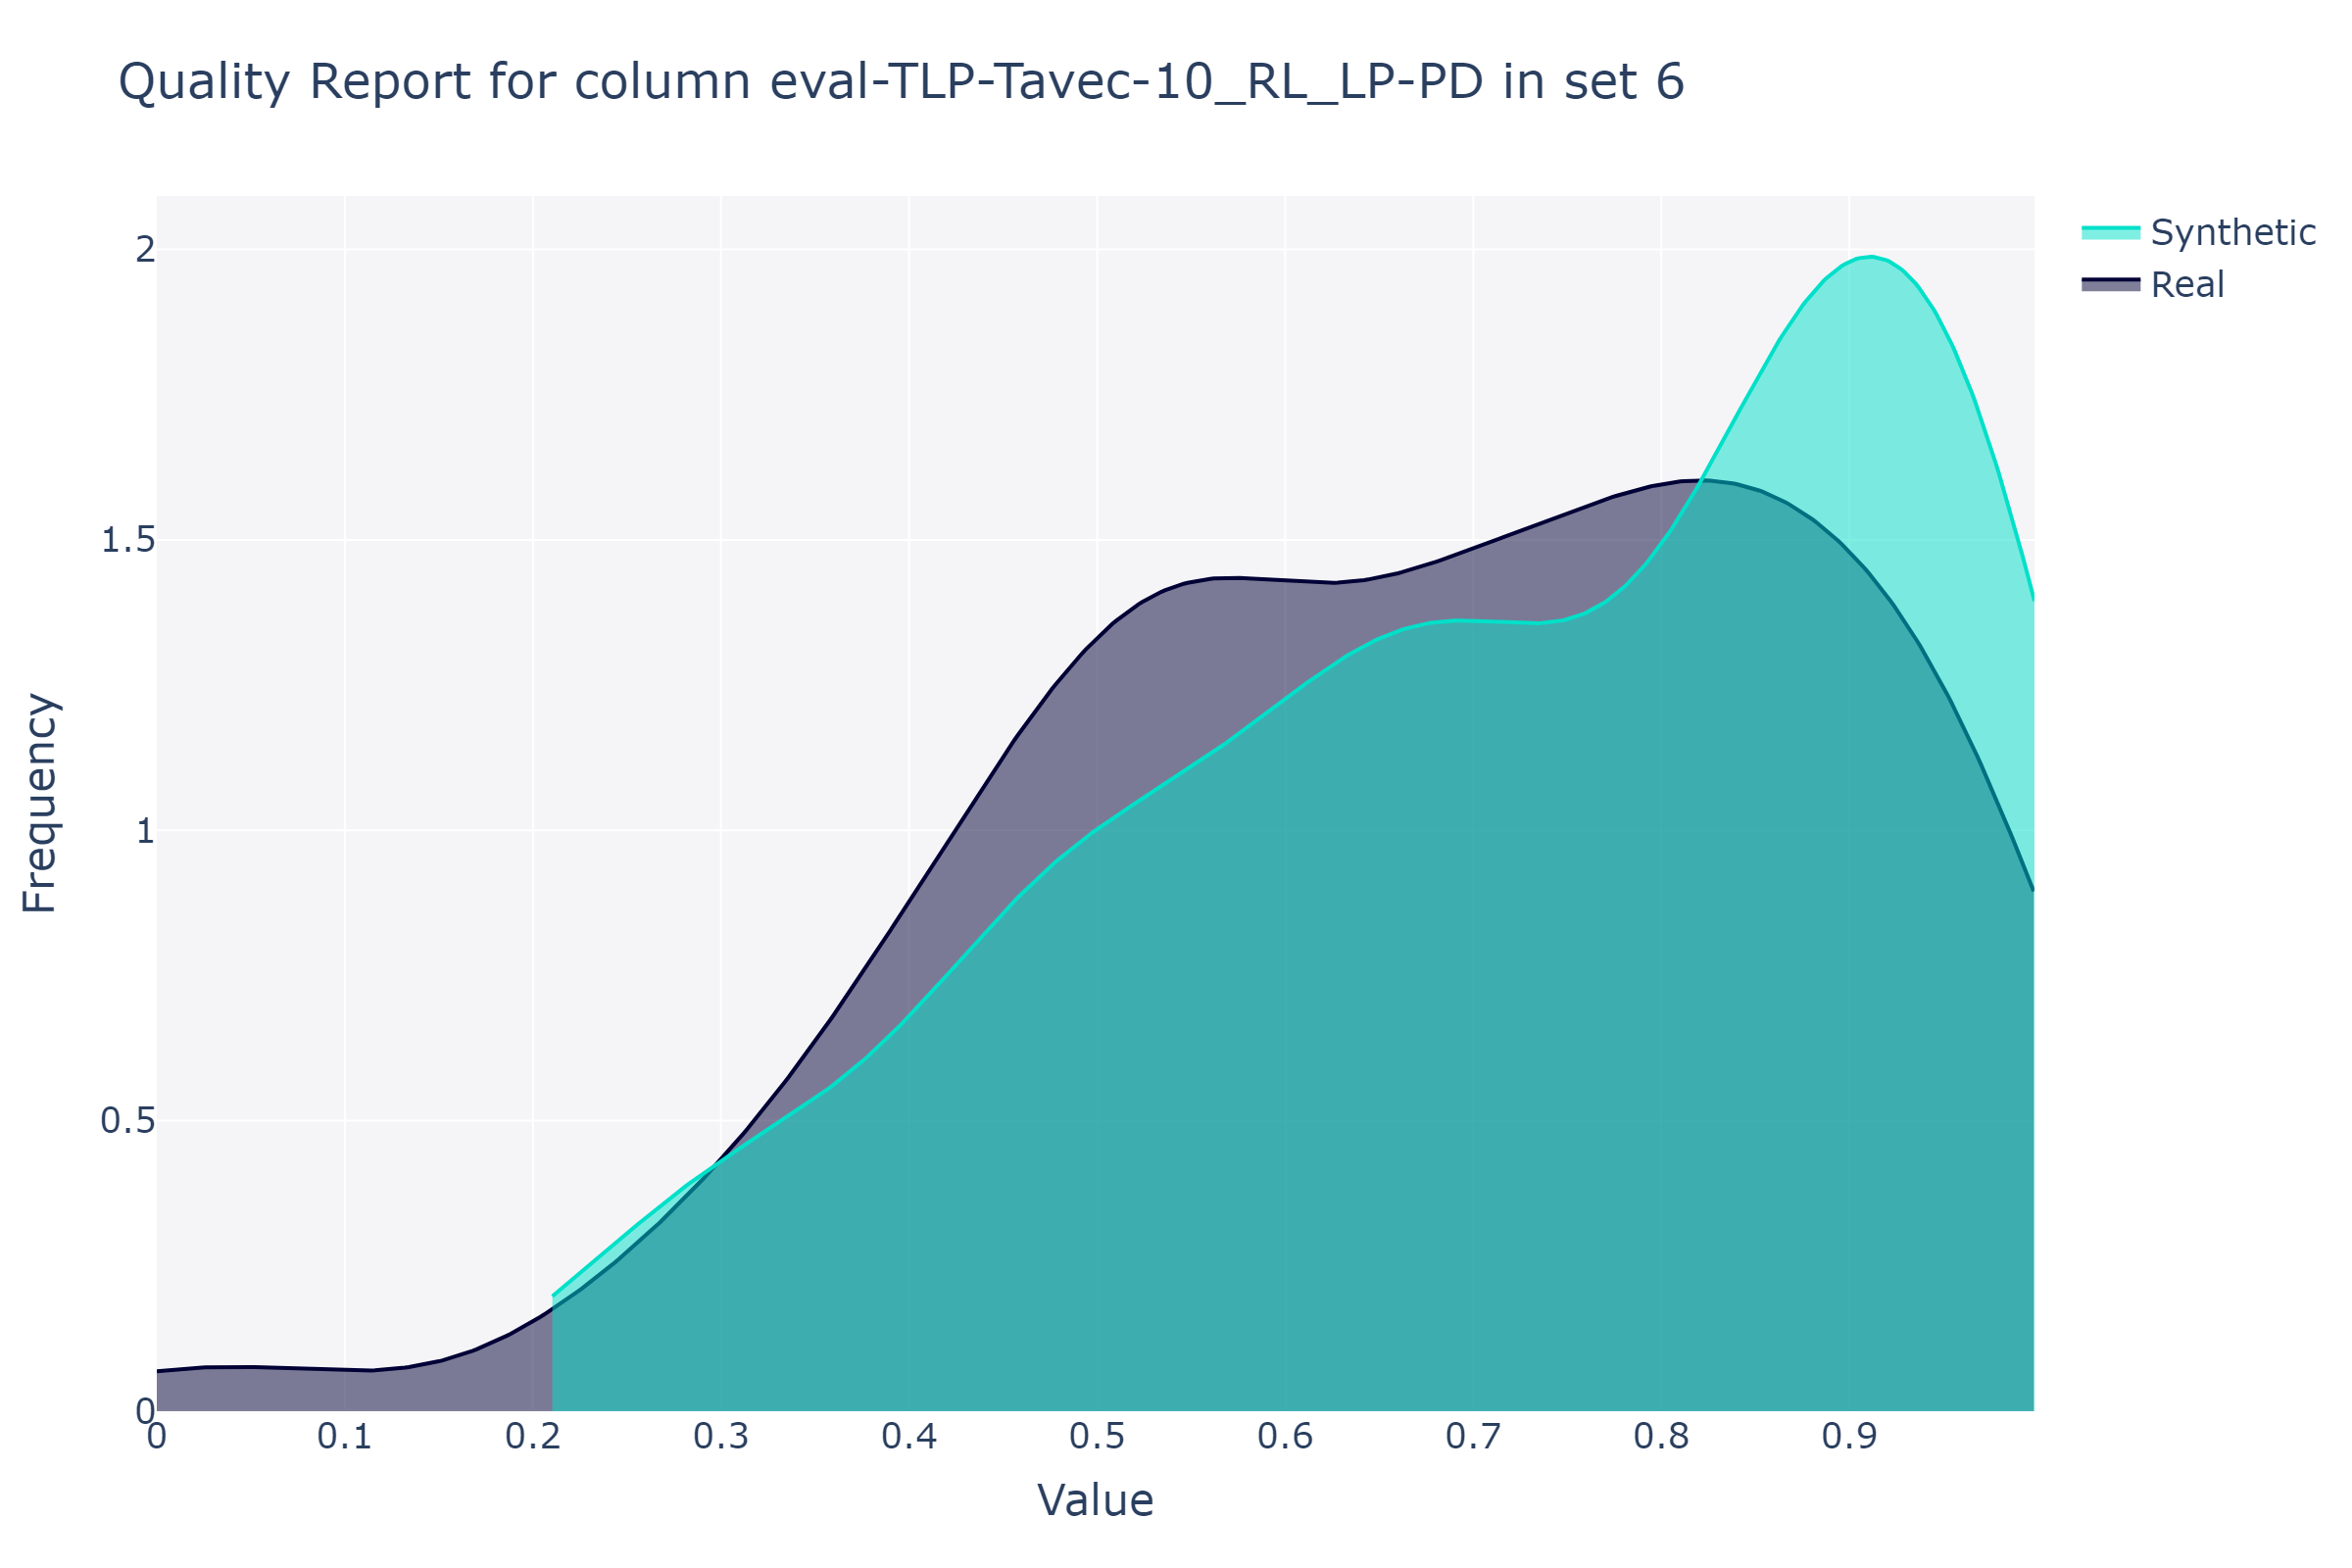 Quality Report for column eval-TLP-Tavec-10_RL_LP-PD in set 6
Synthetic
Real
2
1.5
1
0.5
0
0 0.1 0.2 0.3 0.4 0.5 0.6 0.7 0.8 0.9
Frequency
Value